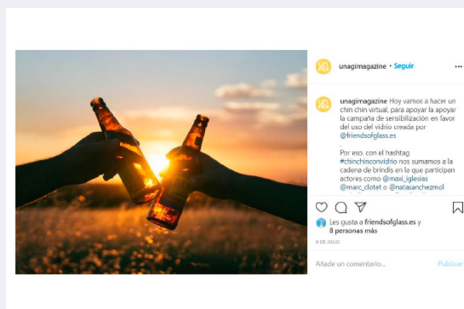 unagimagazine • Seguir
unagimagazine Hoy vamos a hacer un
chin chin virtual, para apoyar la apoyar
la campaña de sensibilización en favor
del uso del vidrio creada por
@friendsofglass.es
.
Por eso, con el hashtag
#chinchinconvidrio nos sumamos a la
cadena de brindis en la que participan
actores como @maxi_iglesias
@marc_clotet o @natasanchezmol
Les gusta a friendsofglass.es y
8 personas más
8 DE JULIO
Añade un comentario...
Publicar